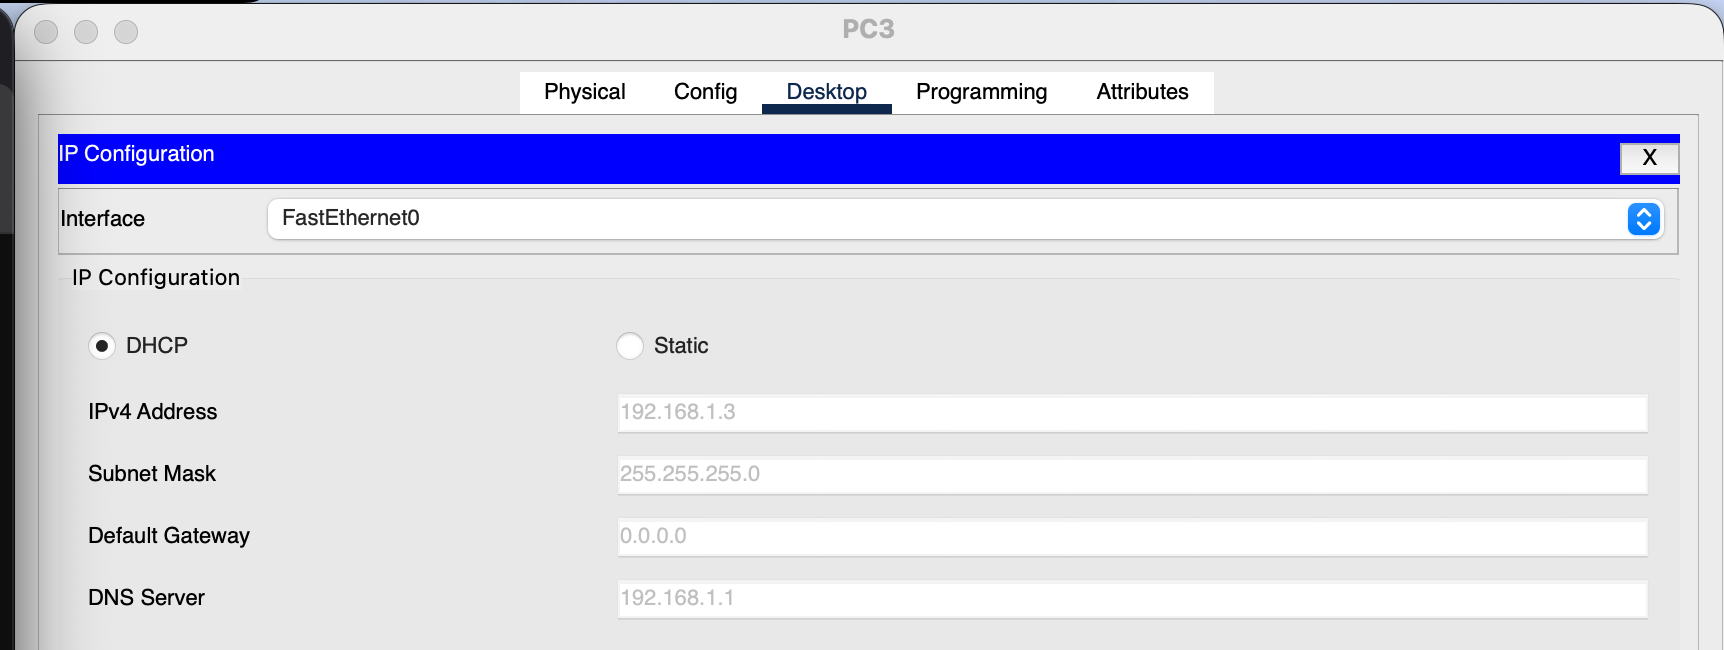 PC3
Physical Config Desktop Programming Attributes
IP Configuration X
Interface FastEthernet0
IP Configuration
DHCP Static
IPv4 Address 192.168.1.3
Subnet Mask 255.255.255.0
Default Gateway 0.0.0.0
DNS Server 192.168.1.1